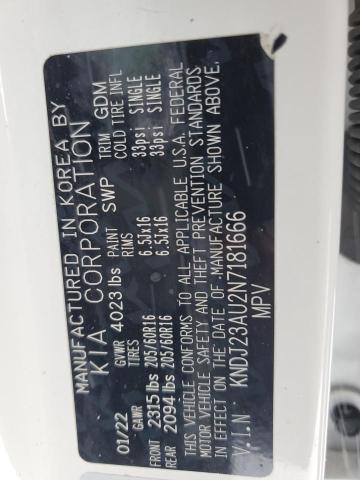 MANUFACTURED IN KOREA BY
KIA CORPORATION
01/22 GVWR 4023 lbs PAINT SWP TRIM GDM
GAWR TIRES RIMS COLD TIRE INFL
FRONT 2315 lbs 205/60R16 6.5Jx16 33psi SINGLE
REAR 2094 lbs 205/60R16 6.5Jx16 33psi SINGLE
THIS VEHICLE CONFORMS TO ALL APPLICABLE U.S.A. FEDERAL
MOTOR VEHICLE SAFETY AND THEFT PREVENTION STANDARDS
IN EFFECT ON THE DATE OF MANUFACTURE SHOWN ABOVE.
V.I.N KNDJ23AU2N7181666
MPV